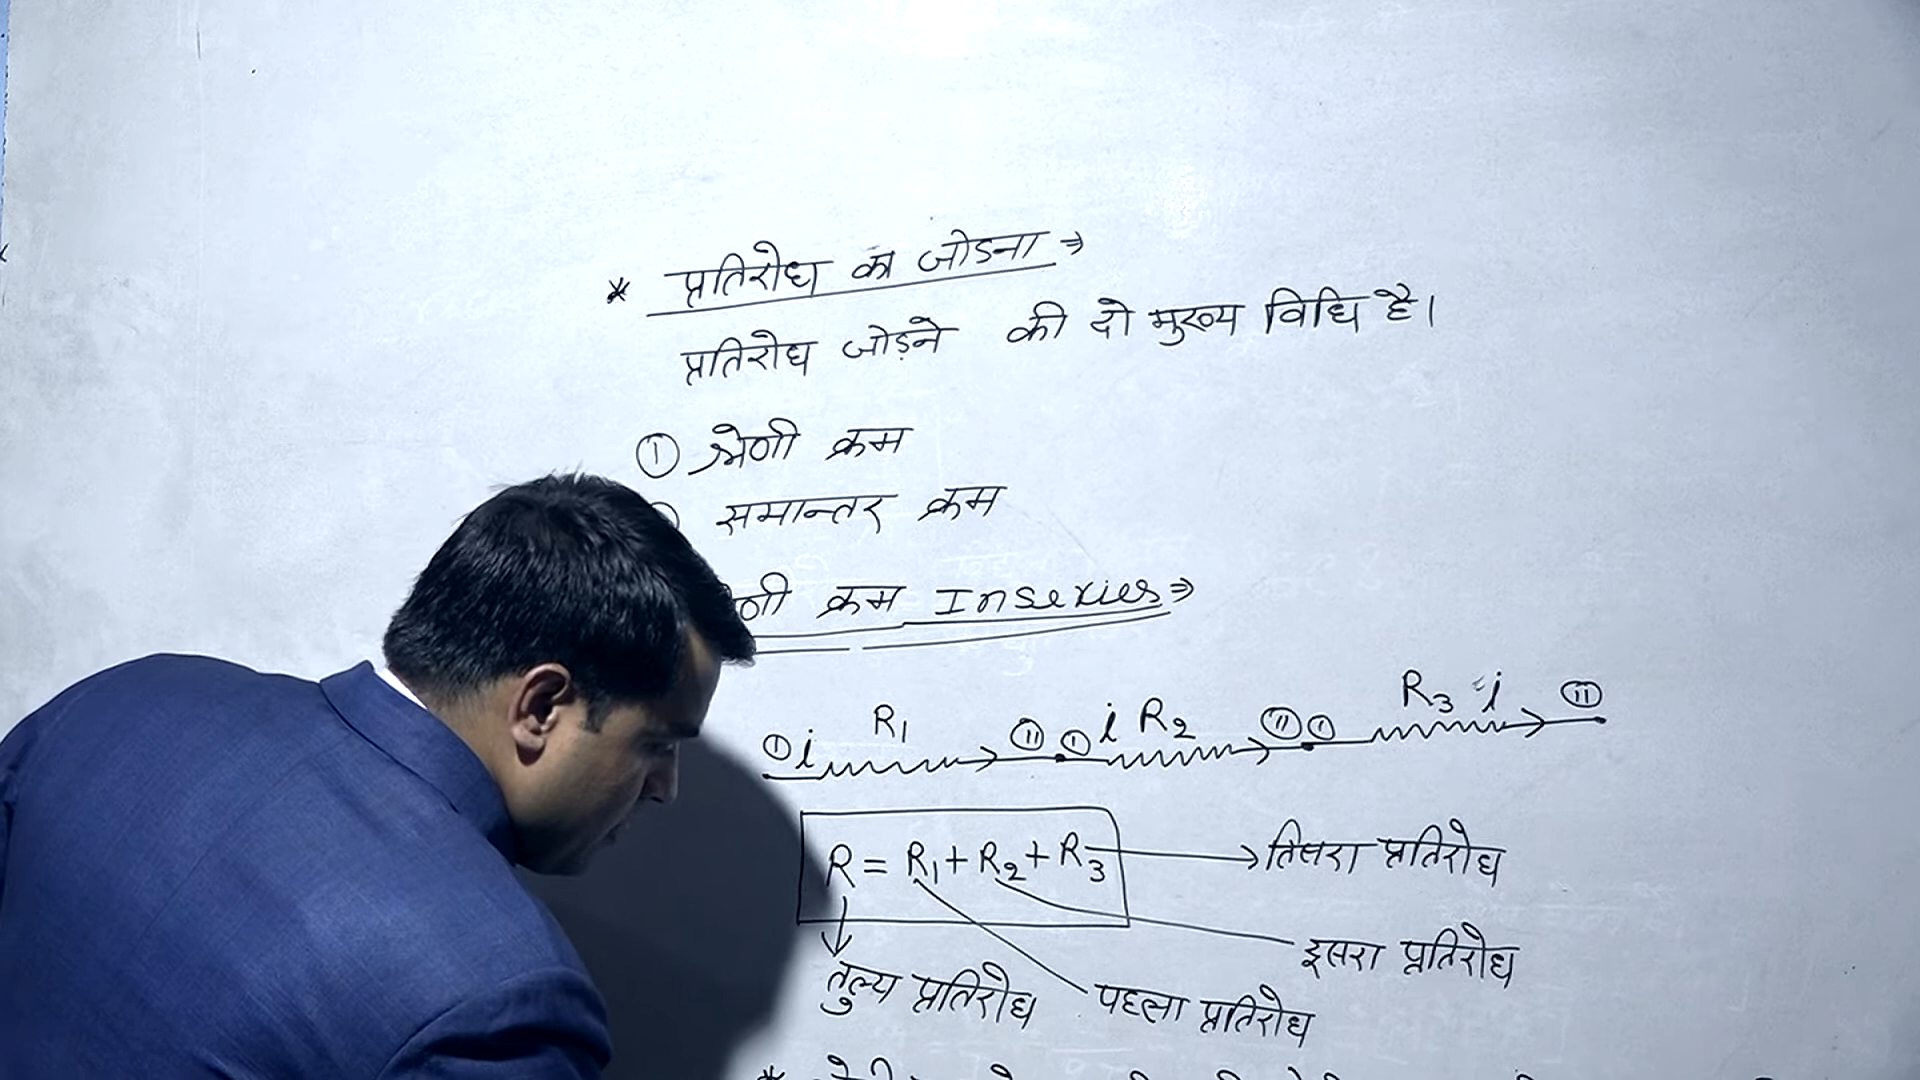 * प्रतिरोध का जोडना ⇒
प्रतिरोध जोड़ने की दो मुख्य विधि है।
① श्रेणी क्रम
समान्तर क्रम
णी क्रम Inseries ⇒
① i R₁ ⑪ ① i R₂ ⑪ ① R₃ i ⑪
R = R₁ + R₂ + R₃ → तिसरा प्रतिरोध
दुसरा प्रतिरोध
तुल्य प्रतिरोध पहला प्रतिरोध